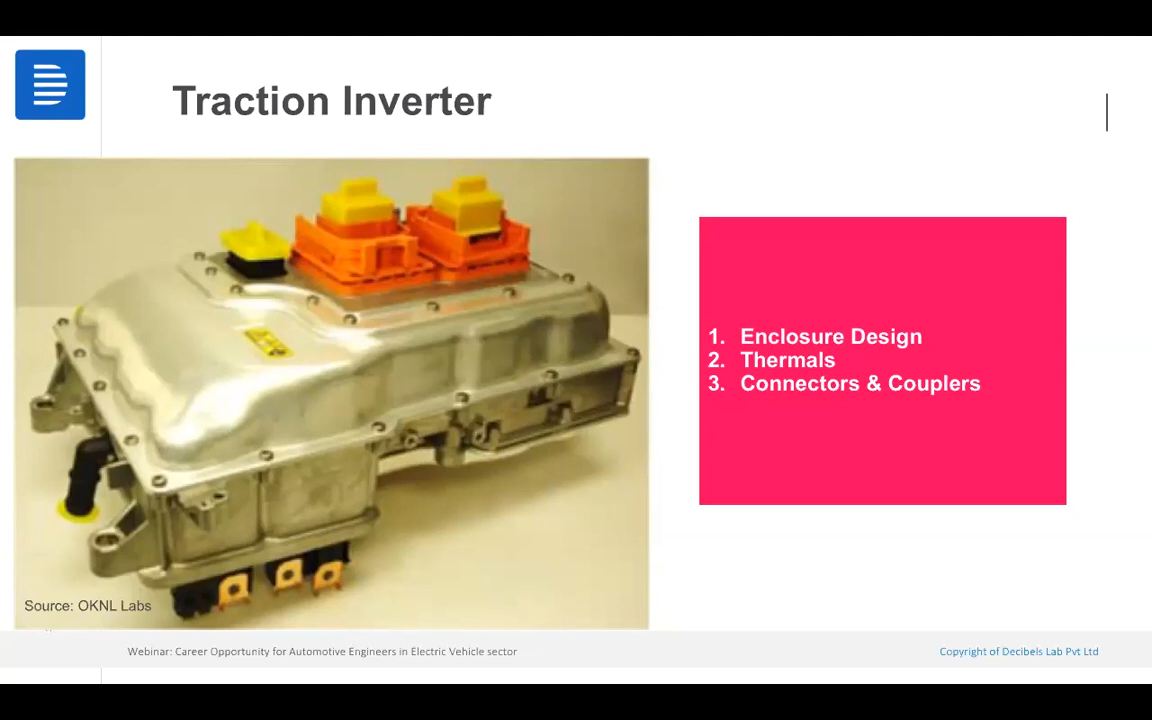 Traction Inverter
1. Enclosure Design
2. Thermals
3. Connectors & Couplers
Source: OKNL Labs
Webinar: Career Opportunity for Automotive Engineers in Electric Vehicle sector
Copyright of Decibels Lab Pvt Ltd